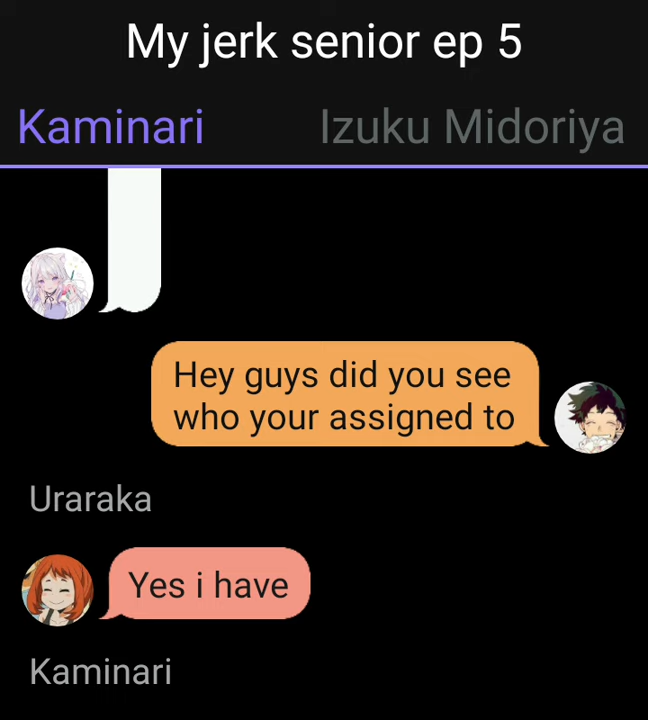 My jerk senior ep 5
Kaminari Izuku Midoriya
Hey guys did you see
who your assigned to
Uraraka
Yes i have
Kaminari